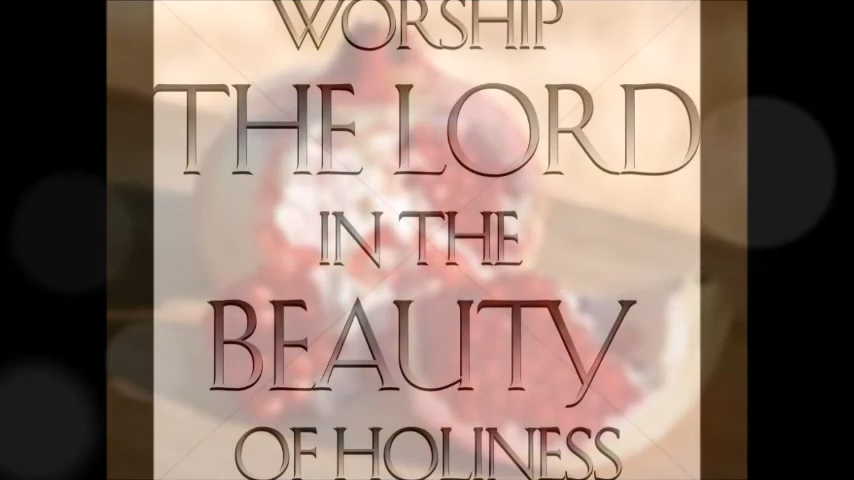 WORSHIP
THE LORD
IN THE
BEAUTY
OF HOLINESS